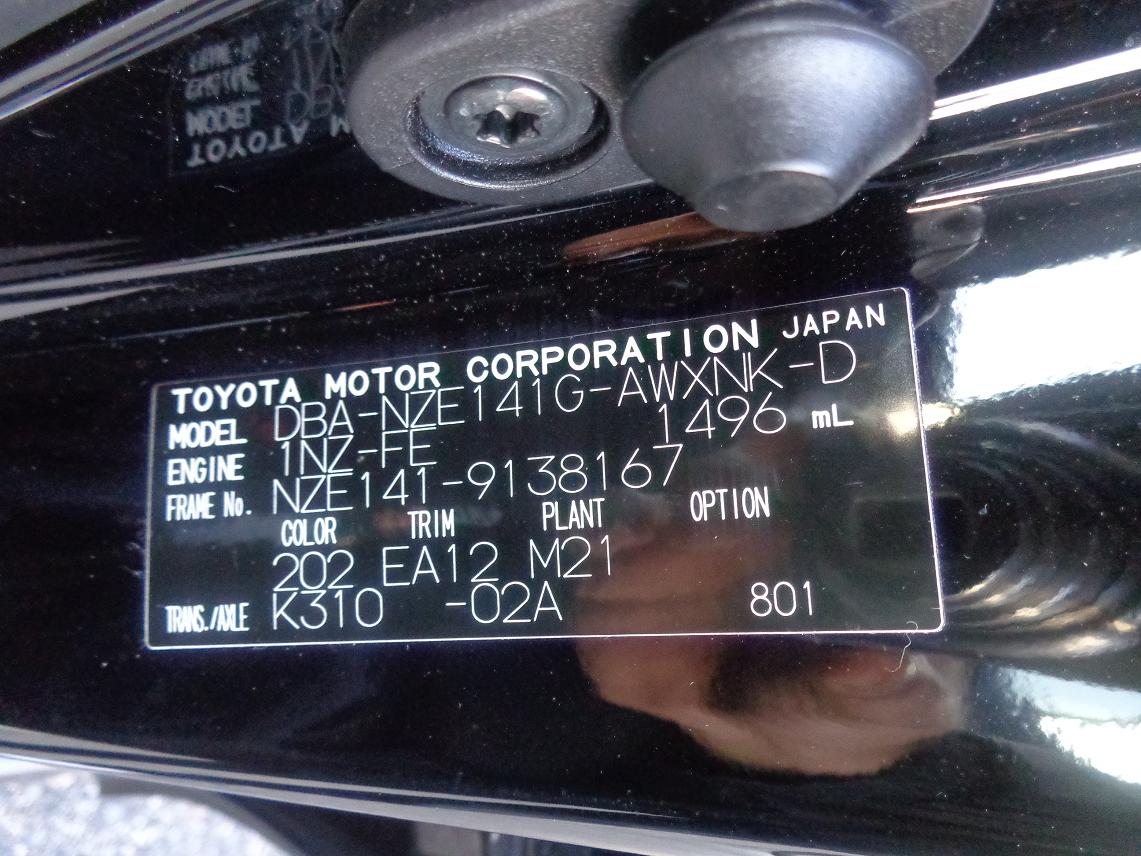 TOYOTA MOTOR CORPORATION JAPAN
MODEL DBA-NZE141G-AWXNK-D
ENGINE 1NZ-FE 1496 mL
FRAME No. NZE141-9138167
COLOR TRIM PLANT OPTION
202 EA12 M21
TRANS./AXLE K310 -02A 801